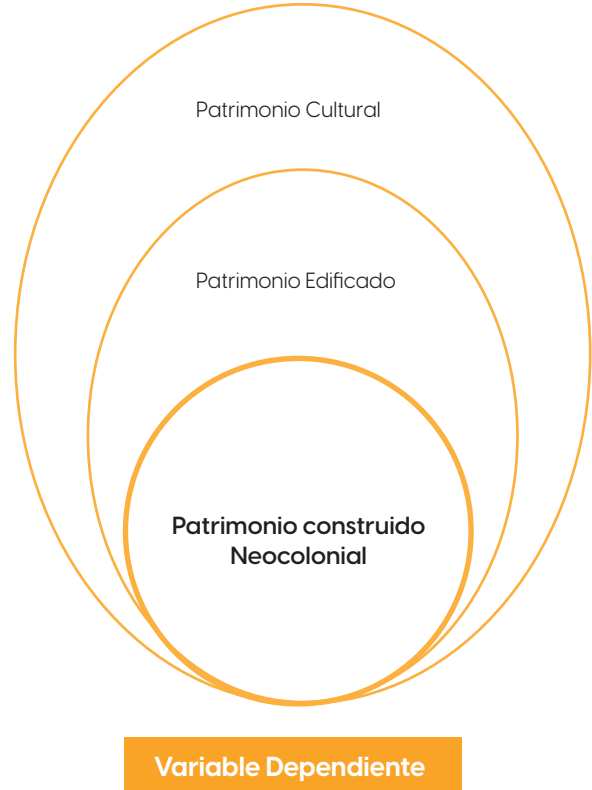 Patrimonio Cultural
Patrimonio Edificado
Patrimonio construido
Neocolonial
Variable Dependiente